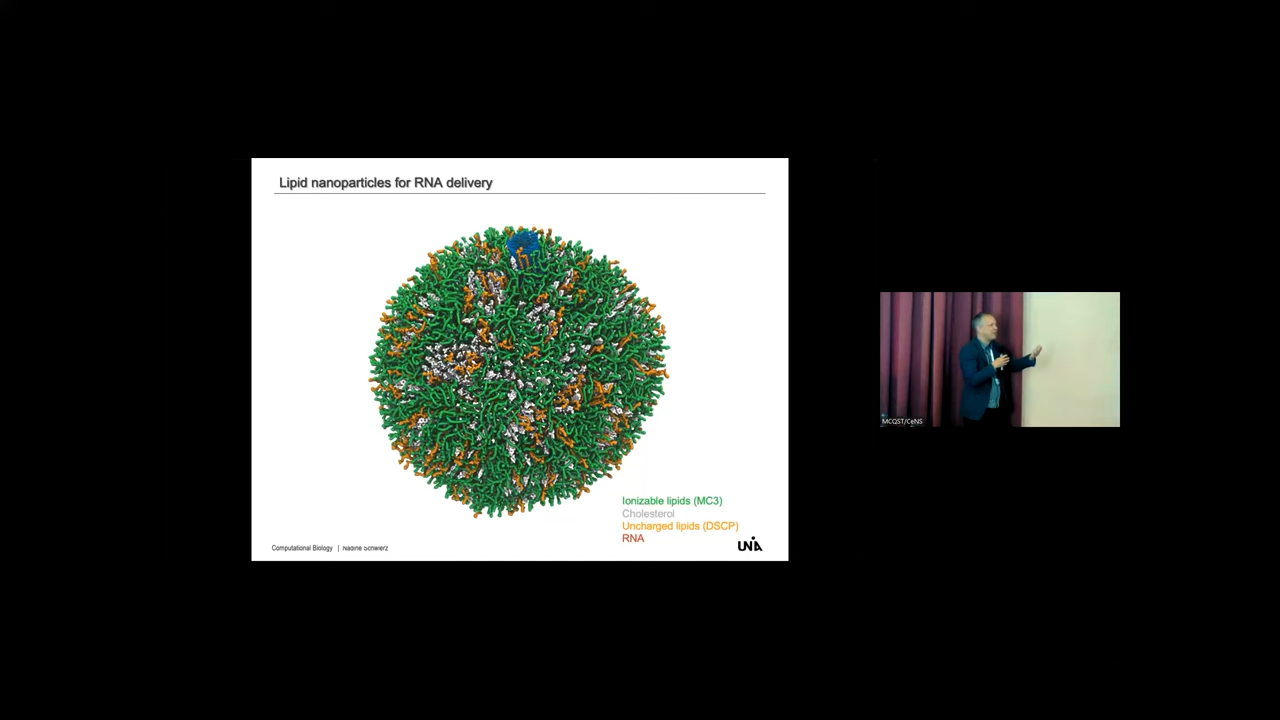 Lipid nanoparticles for RNA delivery
Ionizable lipids (MC3)
Cholesterol
Uncharged lipids (DSCP)
RNA
Computational Biology | Nadine Schwierz
UNIA
MCQST/CeNS